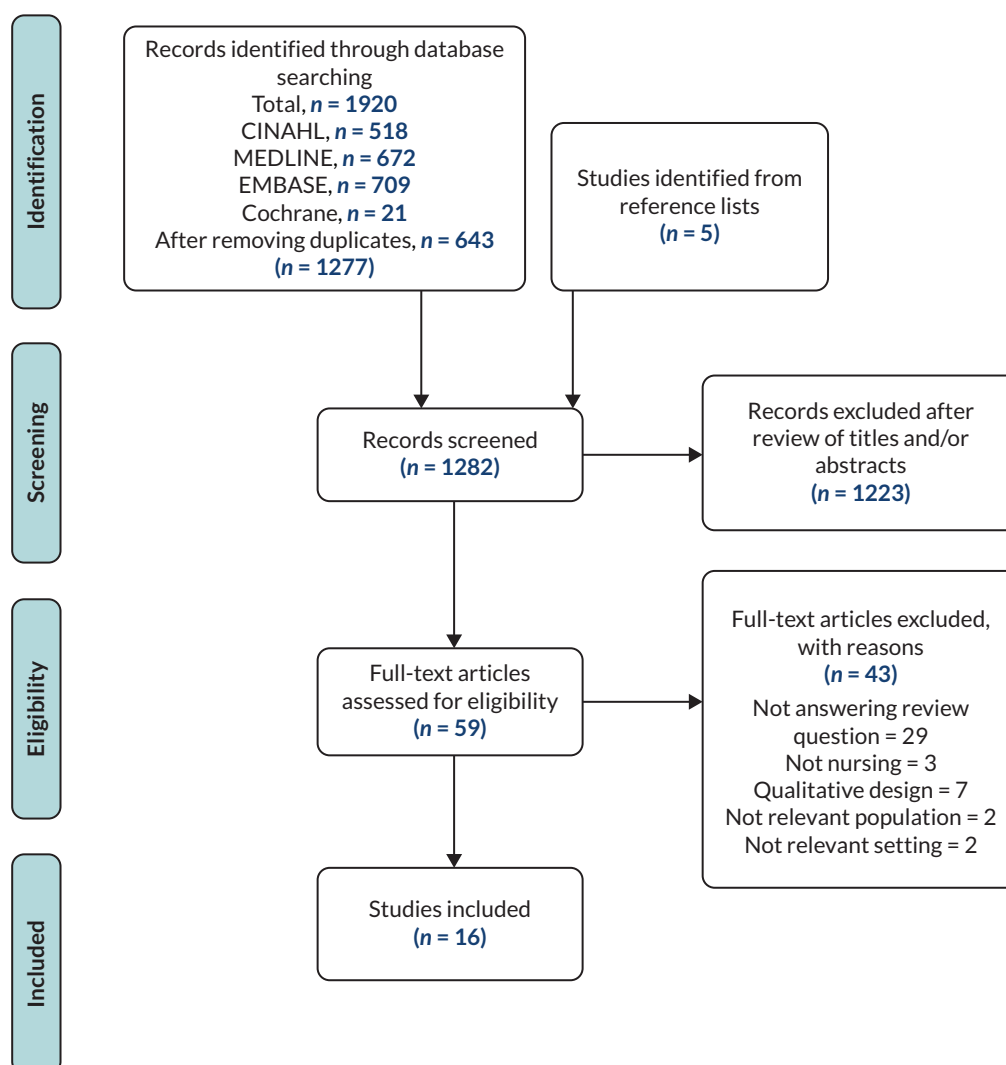 Identification
Records identified through database
searching
Total, n = 1920
CINAHL, n = 518
MEDLINE, n = 672
EMBASE, n = 709
Cochrane, n = 21
After removing duplicates, n = 643
(n = 1277)
Studies identified from
reference lists
(n = 5)
Screening
Records screened
(n = 1282)
Records excluded after
review of titles and/or
abstracts
(n = 1223)
Eligibility
Full-text articles
assessed for eligibility
(n = 59)
Full-text articles excluded,
with reasons
(n = 43)
Not answering review
question = 29
Not nursing = 3
Qualitative design = 7
Not relevant population = 2
Not relevant setting = 2
Included
Studies included
(n = 16)